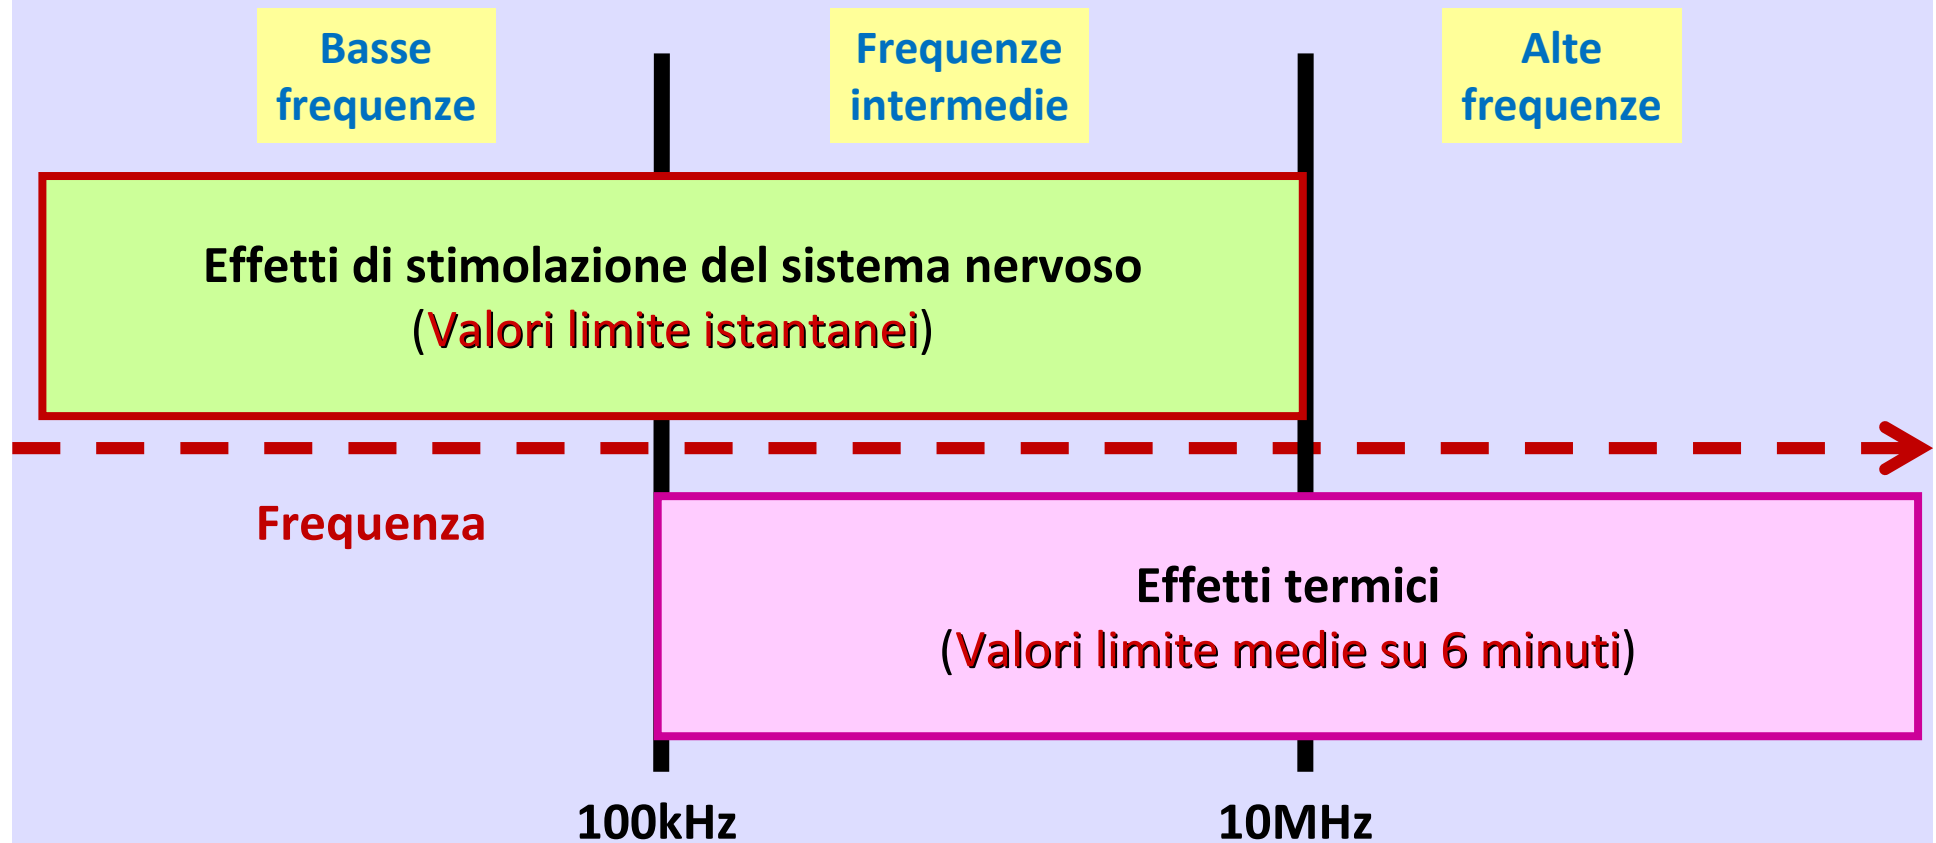 Basse
frequenze
Frequenze
intermedie
Alte
frequenze
Effetti di stimolazione del sistema nervoso
(Valori limite istantanei)
Frequenza
Effetti termici
(Valori limite medie su 6 minuti)
100kHz
10MHz